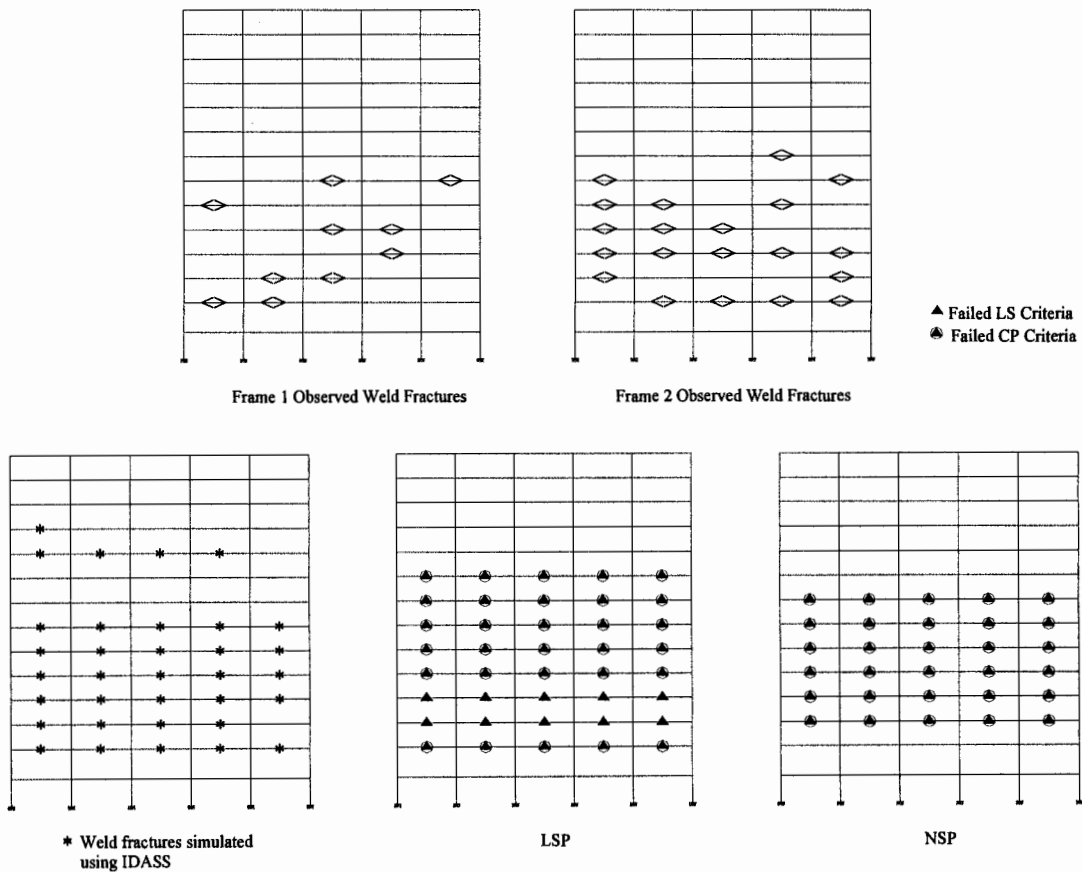 Frame 1 Observed Weld Fractures
Frame 2 Observed Weld Fractures
Failed LS Criteria
Failed CP Criteria
Weld fractures simulated
using IDASS
LSP
NSP